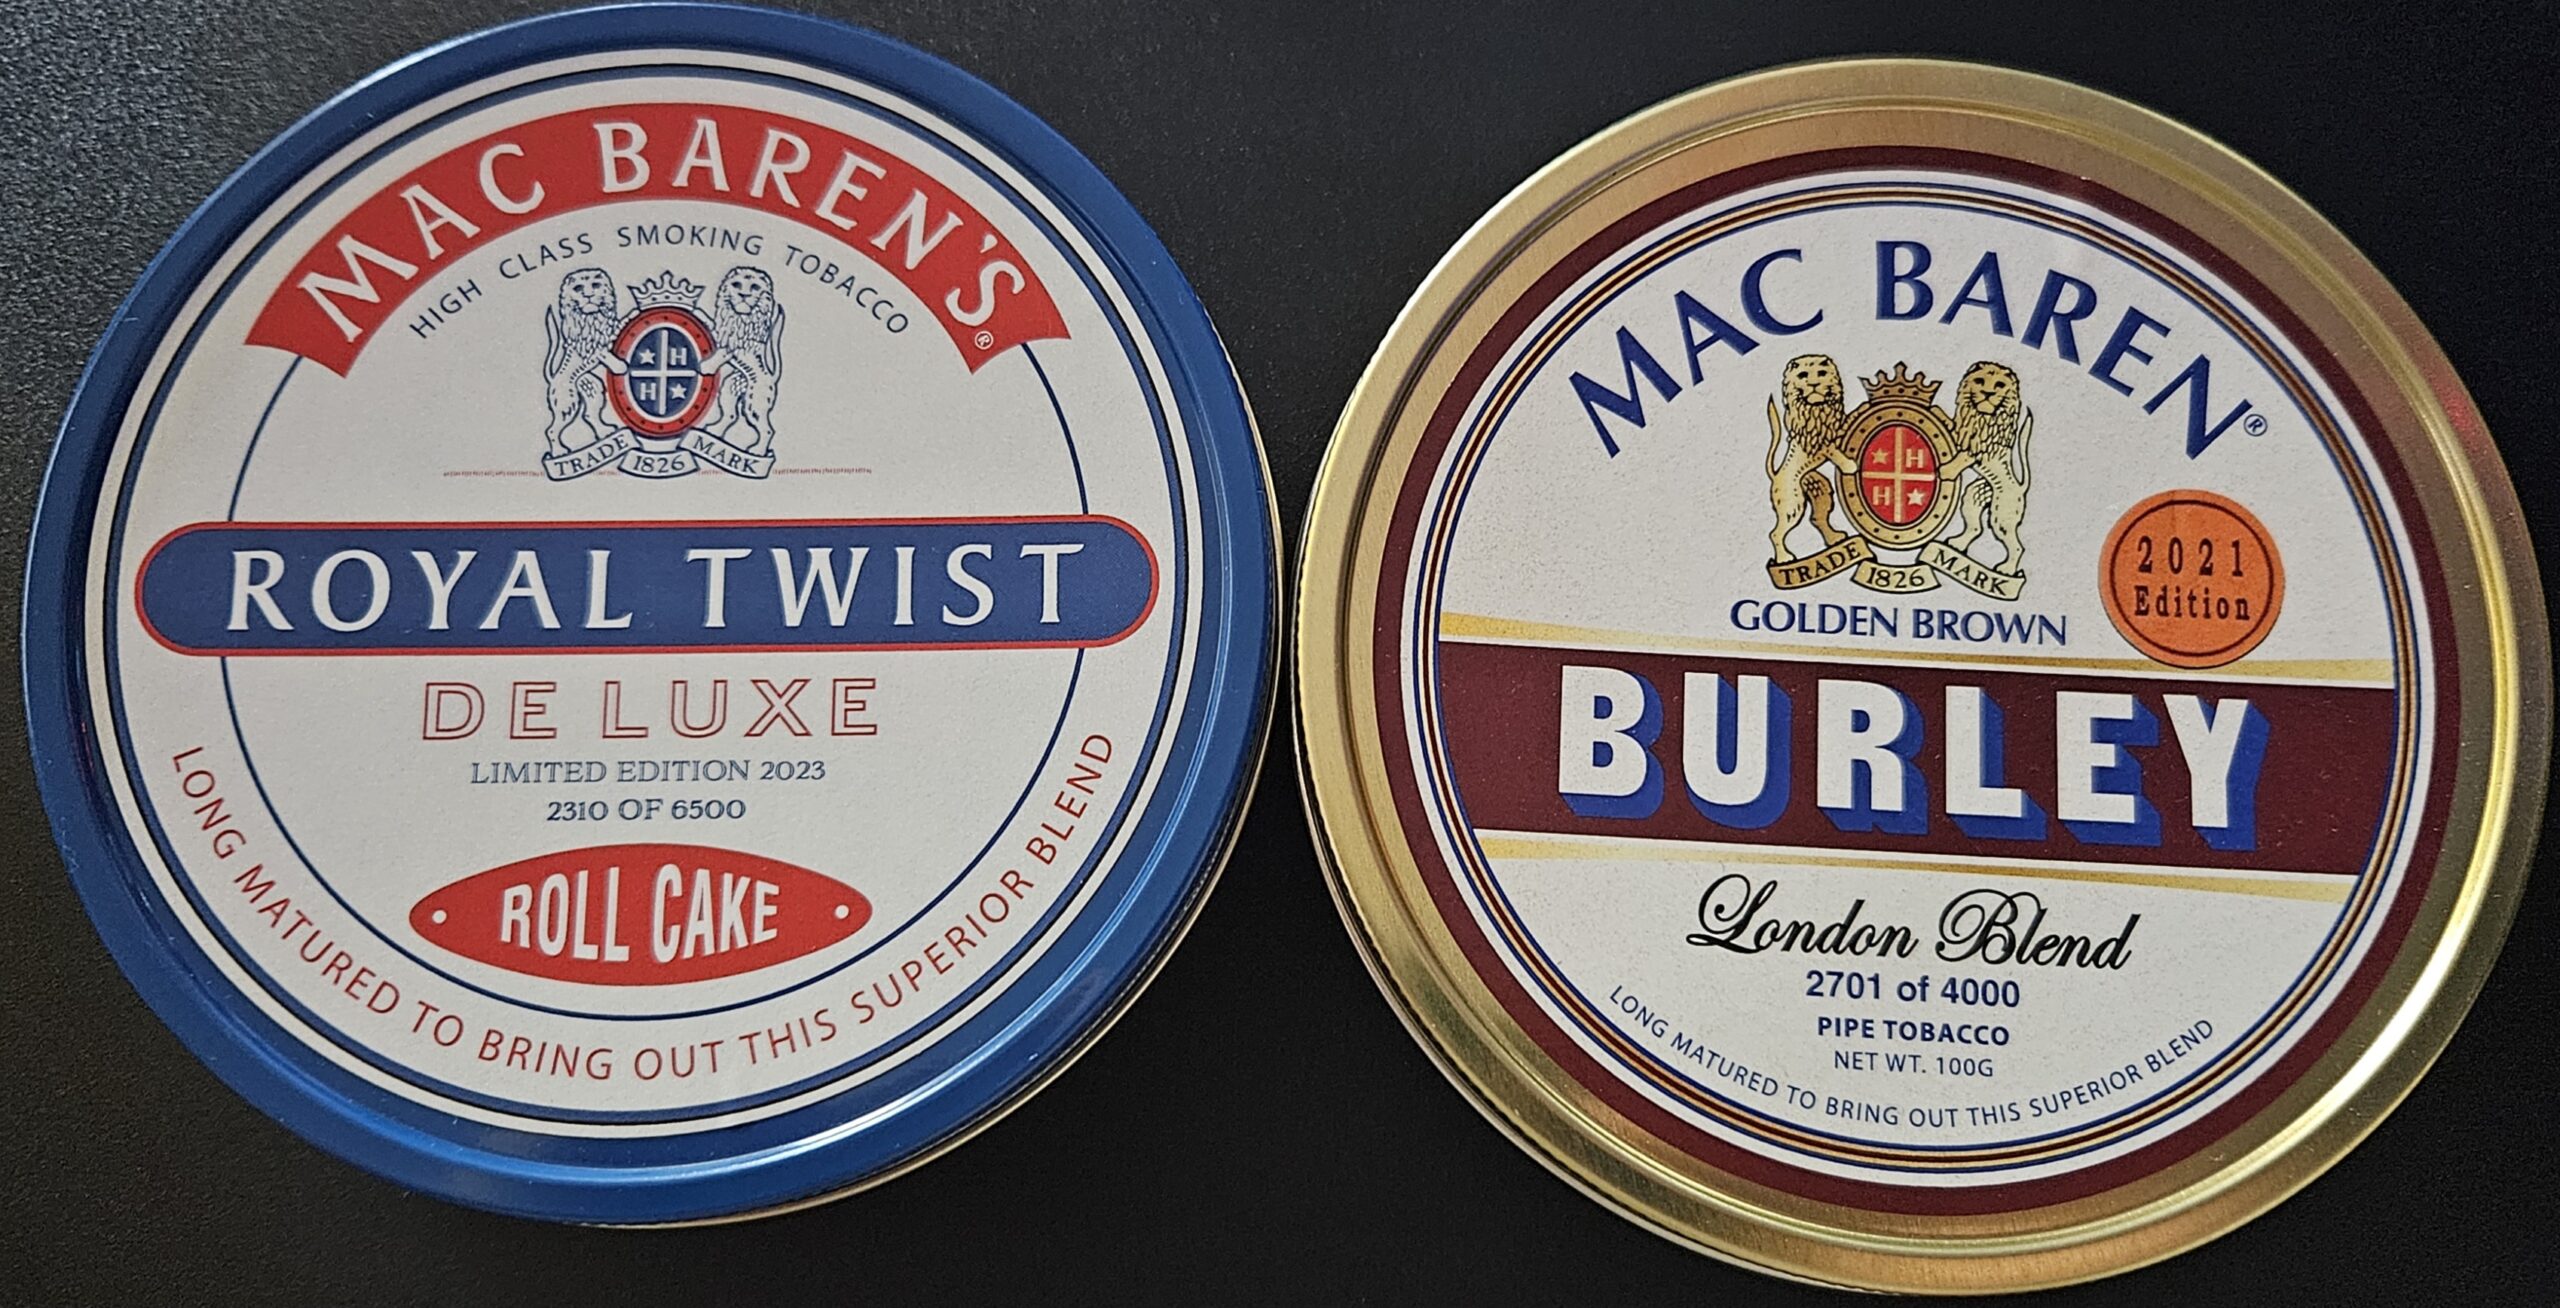 MAC BAREN'S®
HIGH CLASS SMOKING TOBACCO
H
H
TRADE 1826 MARK
ROYAL TWIST
DE LUXE
LIMITED EDITION 2023
2310 OF 6500
ROLL CAKE
LONG MATURED TO BRING OUT THIS SUPERIOR BLEND
MAC BAREN®
H
H
TRADE 1826 MARK
GOLDEN BROWN
2021
Edition
BURLEY
London Blend
2701 of 4000
PIPE TOBACCO
NET WT. 100G
LONG MATURED TO BRING OUT THIS SUPERIOR BLEND